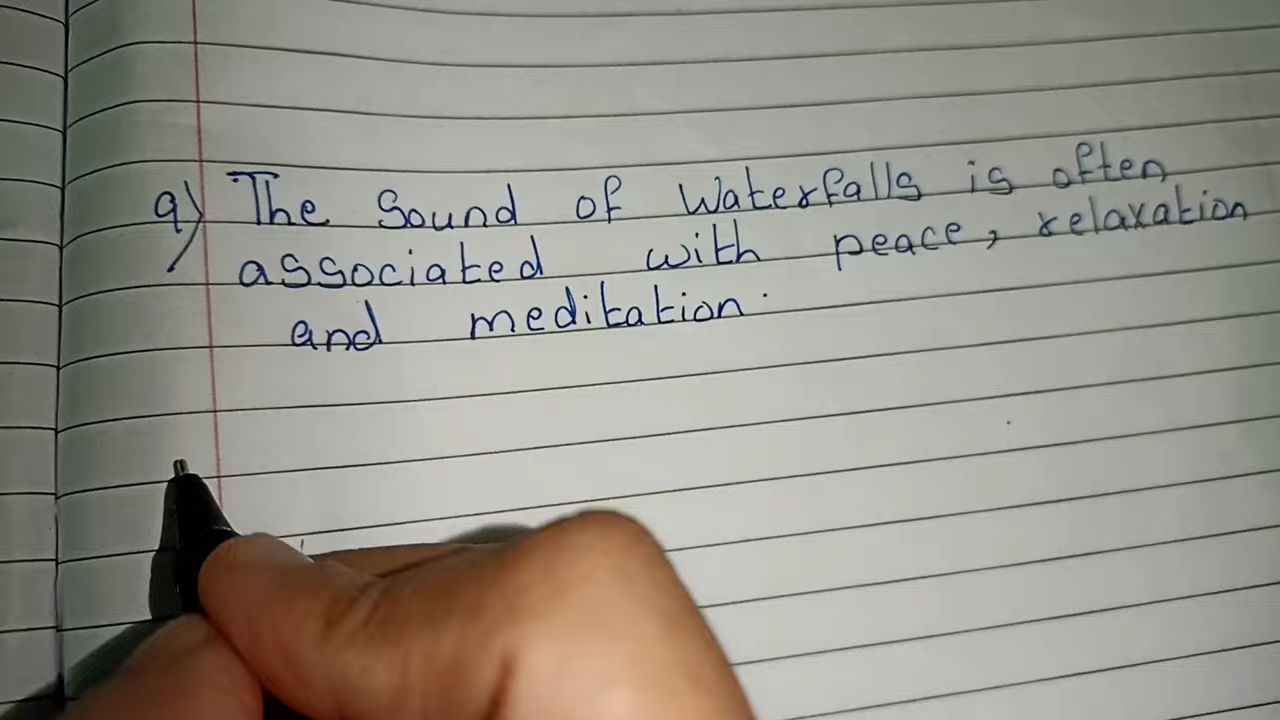 9) The Sound of Waterfalls is often
associated with peace, relaxation
and meditation.